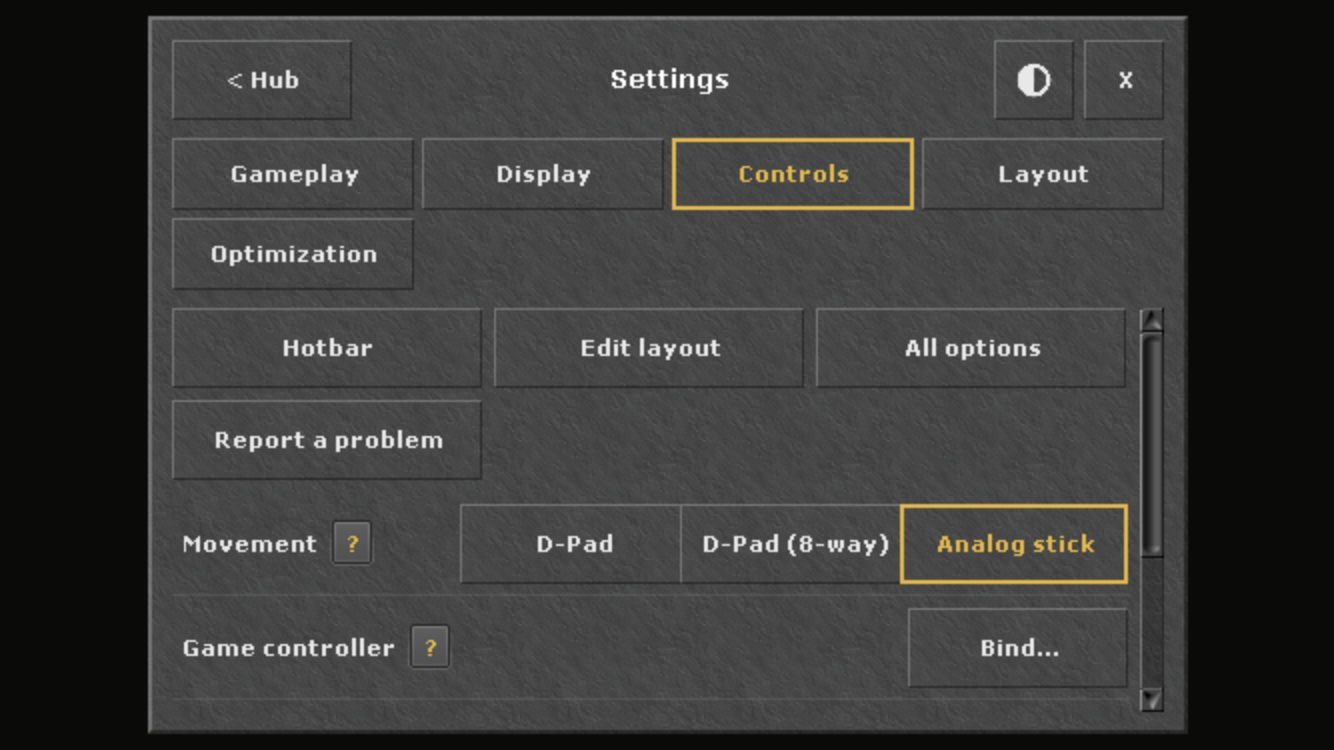 < Hub
Settings
X
Gameplay
Display
Controls
Layout
Optimization
Hotbar
Edit layout
All options
Report a problem
Movement ?
D-Pad
D-Pad (8-way)
Analog stick
Game controller ?
Bind...